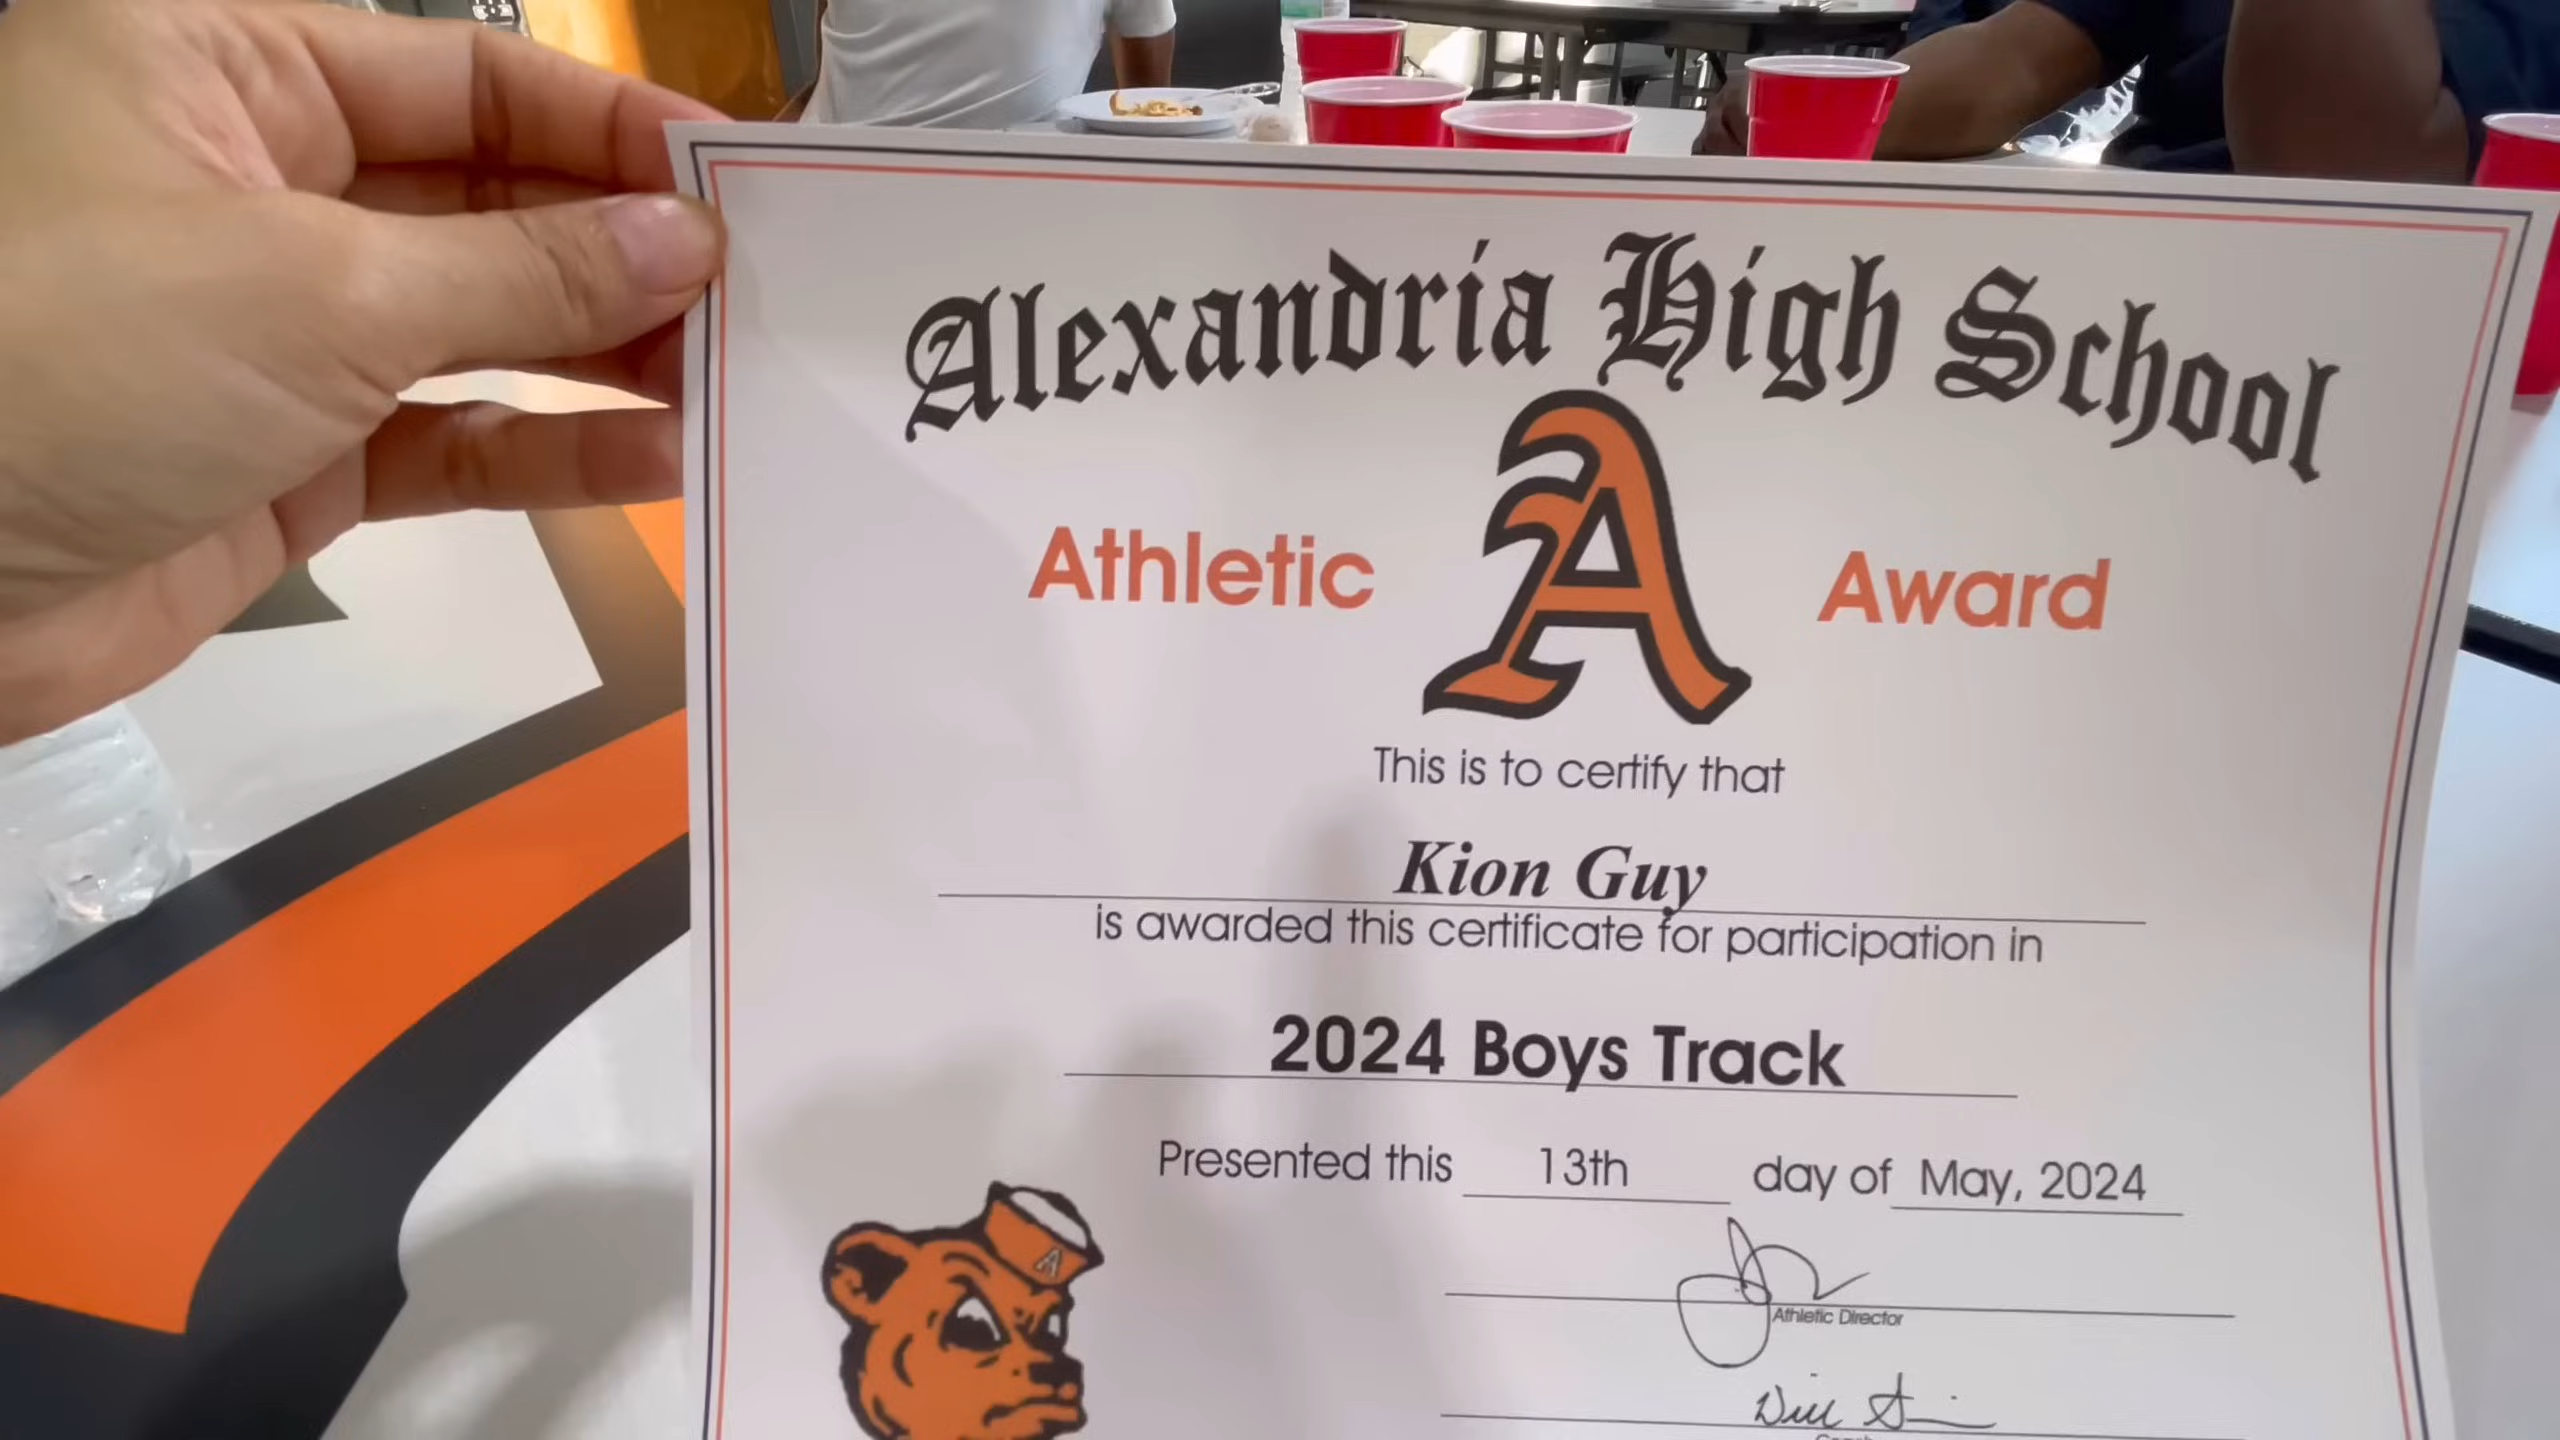 Alexandria High School
A
Athletic Award
This is to certify that
Kion Guy
is awarded this certificate for participation in
2024 Boys Track
Presented this 13th day of May, 2024
A
Athletic Director
Will